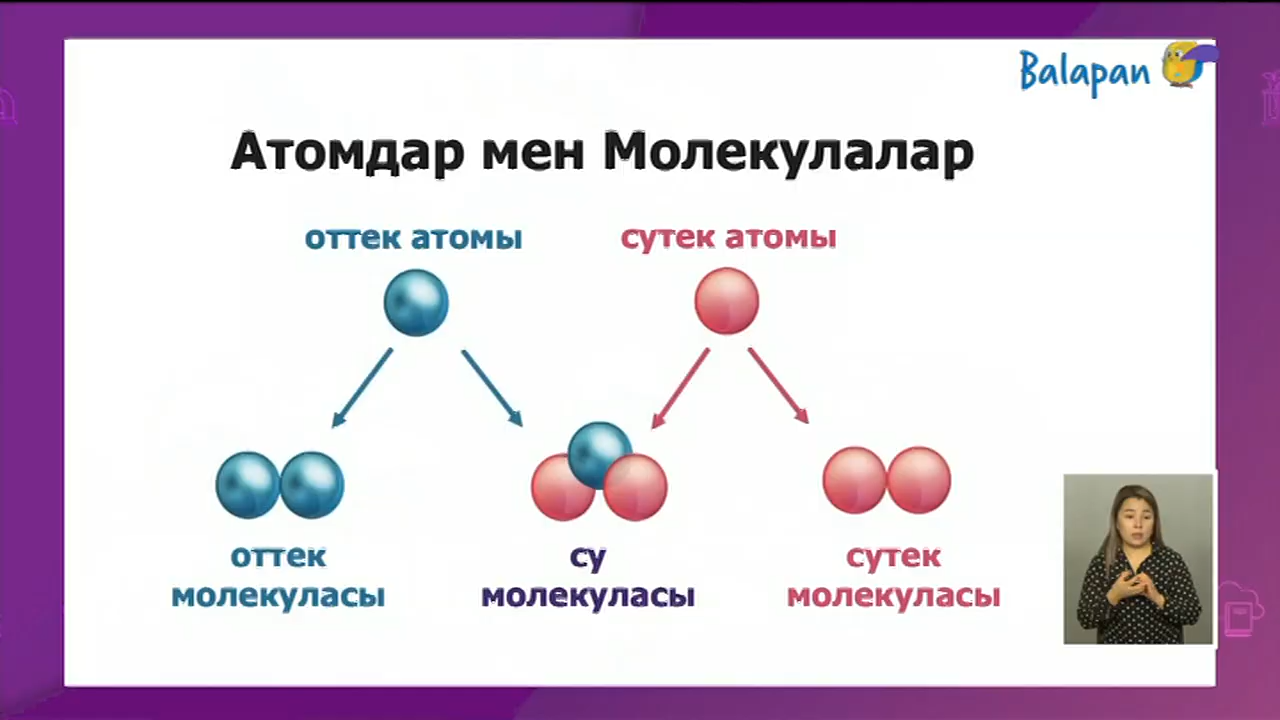 Balapan
Атомдар мен Молекулалар
оттек атомы
сутек атомы
оттек
молекуласы
су
молекуласы
сутек
молекуласы